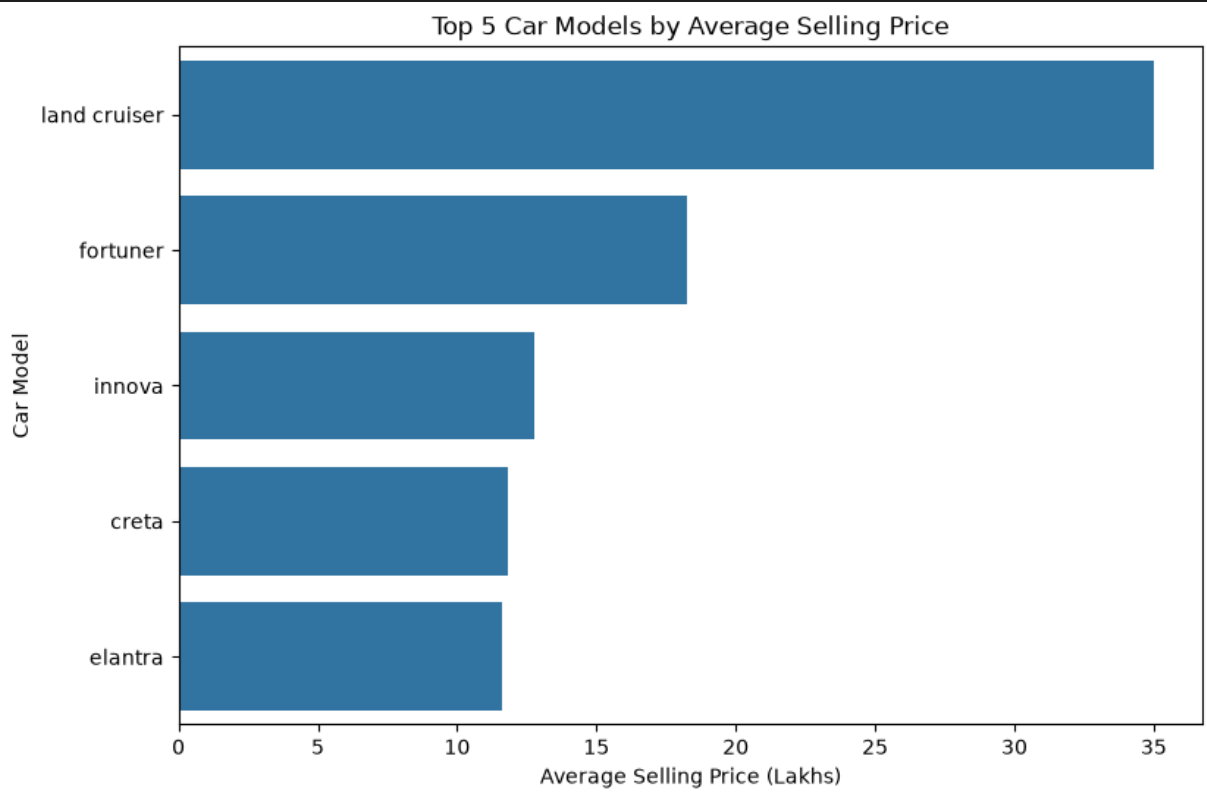 Top 5 Car Models by Average Selling Price
land cruiser
fortuner
innova
creta
elantra
Car Model
0 5 10 15 20 25 30 35
Average Selling Price (Lakhs)